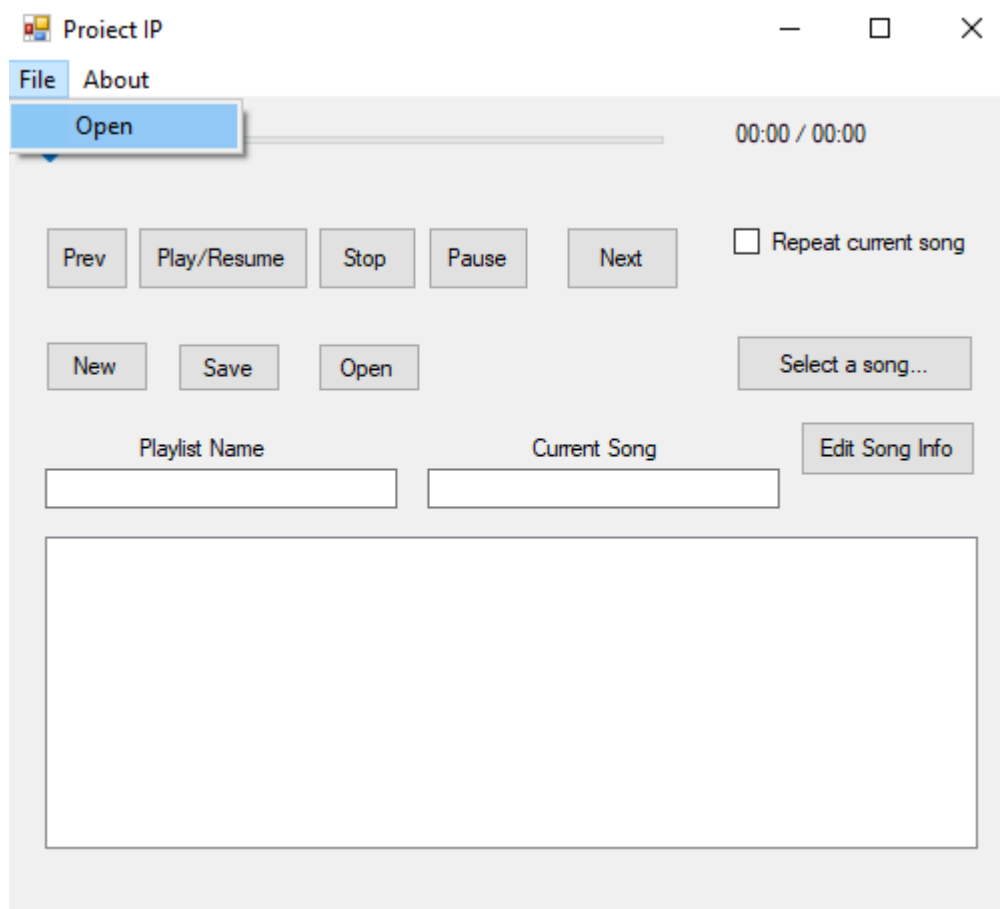 Proiect IP
File About
Open
00:00 / 00:00
Prev Play/Resume Stop Pause Next Repeat current song
New Save Open Select a song...
Playlist Name Current Song Edit Song Info